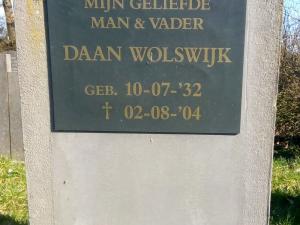 MIJN GELIEFDE
MAN & VADER
DAAN WOLSWIJK
GEB. 10-07-'32
† 02-08-'04